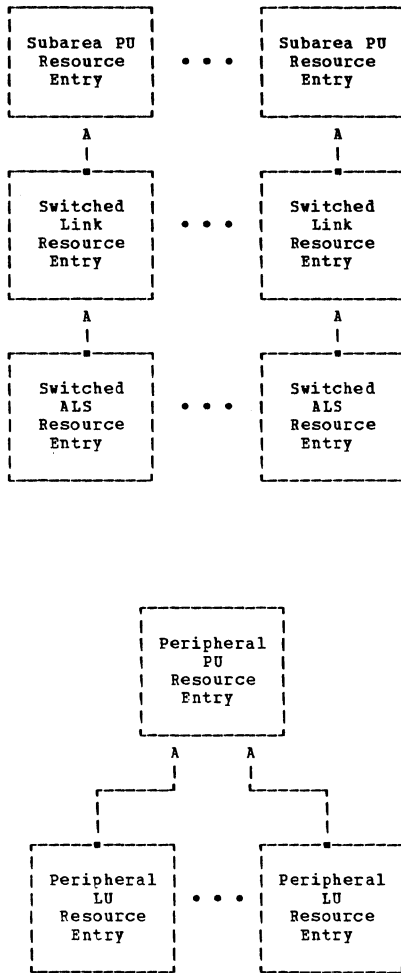 Subarea PU
Resource
Entry
• • •
Subarea PU
Resource
Entry
A
A
Switched
Link
Resource
Entry
• • •
Switched
Link
Resource
Entry
A
A
Switched
ALS
Resource
Entry
• • •
Switched
ALS
Resource
Entry
Peripheral
PU
Resource
Entry
A
A
Peripheral
LU
Resource
Entry
• • •
Peripheral
LU
Resource
Entry